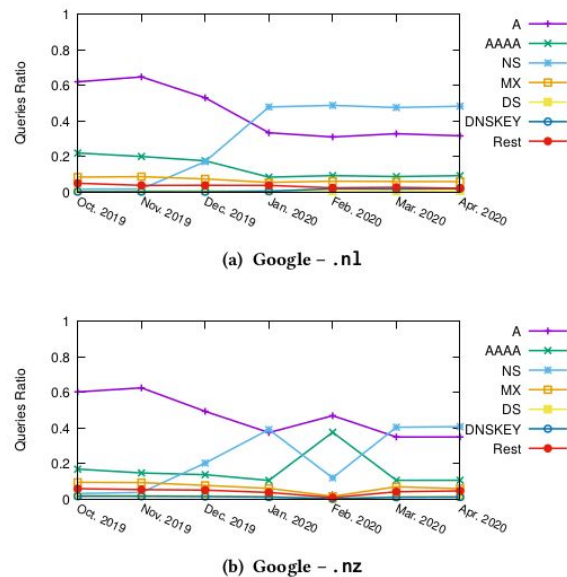 1
0.8
0.6
0.4
0.2
0
Queries Ratio
Oct. 2019
Nov. 2019
Dec. 2019
Jan. 2020
Feb. 2020
Mar. 2020
Apr. 2020
A
AAAA
NS
MX
DS
DNSKEY
Rest
(a) Google – .nl
1
0.8
0.6
0.4
0.2
0
Queries Ratio
Oct. 2019
Nov. 2019
Dec. 2019
Jan. 2020
Feb. 2020
Mar. 2020
Apr. 2020
A
AAAA
NS
MX
DS
DNSKEY
Rest
(b) Google – .nz